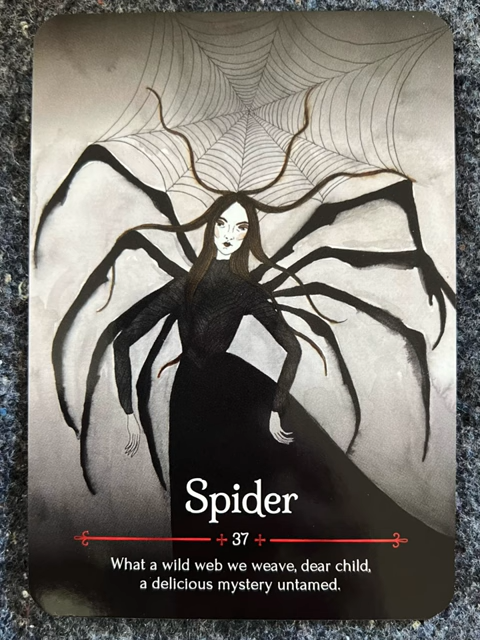 Spider
37
What a wild web we weave, dear child,
a delicious mystery untamed.